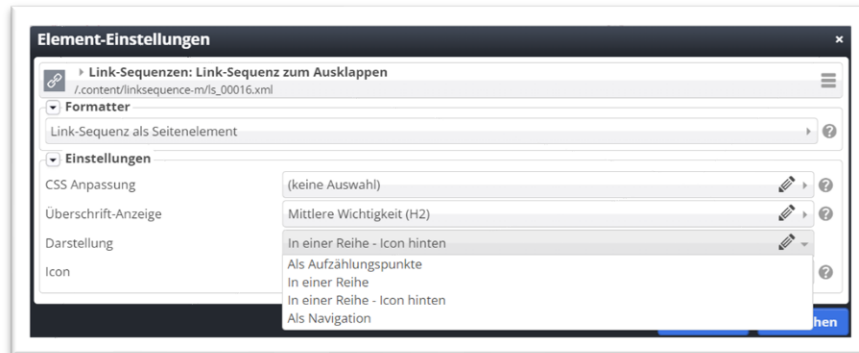 Element-Einstellungen
Link-Sequenzen: Link-Sequenz zum Ausklappen
/.content/linksequence-m/ls_00016.xml
Formatter
Link-Sequenz als Seitenelement
Einstellungen
CSS Anpassung (keine Auswahl)
Überschrift-Anzeige Mittlere Wichtigkeit (H2)
Darstellung In einer Reihe - Icon hinten
Icon
Als Aufzählungspunkte
In einer Reihe
In einer Reihe - Icon hinten
Als Navigation